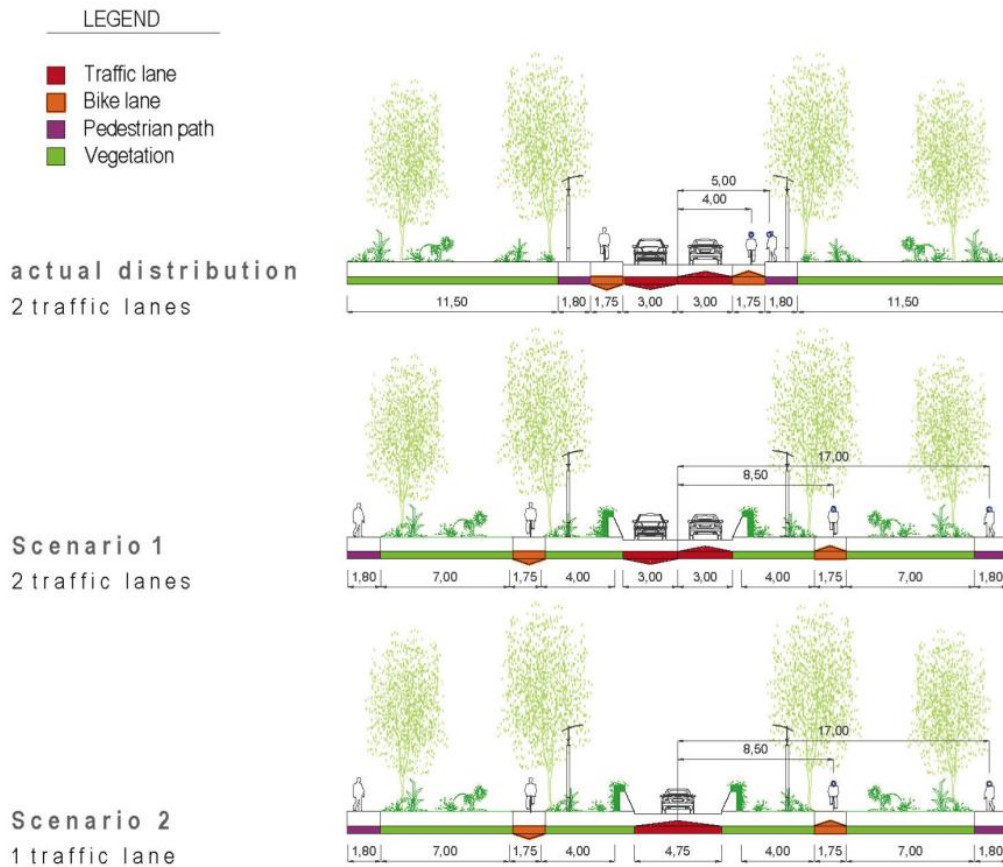 LEGEND
Traffic lane
Bike lane
Pedestrian path
Vegetation
5,00
4,00
actual distribution
2 traffic lanes
11,50 1,80 1,75 3,00 3,00 1,75 1,80 11,50
17,00
8,50
Scenario 1
2 traffic lanes
1,80 7,00 1,75 4,00 3,00 3,00 4,00 1,75 7,00 1,80
17,00
8,50
Scenario 2
1 traffic lane
1,80 7,00 1,75 4,00 4,75 4,00 1,75 7,00 1,80